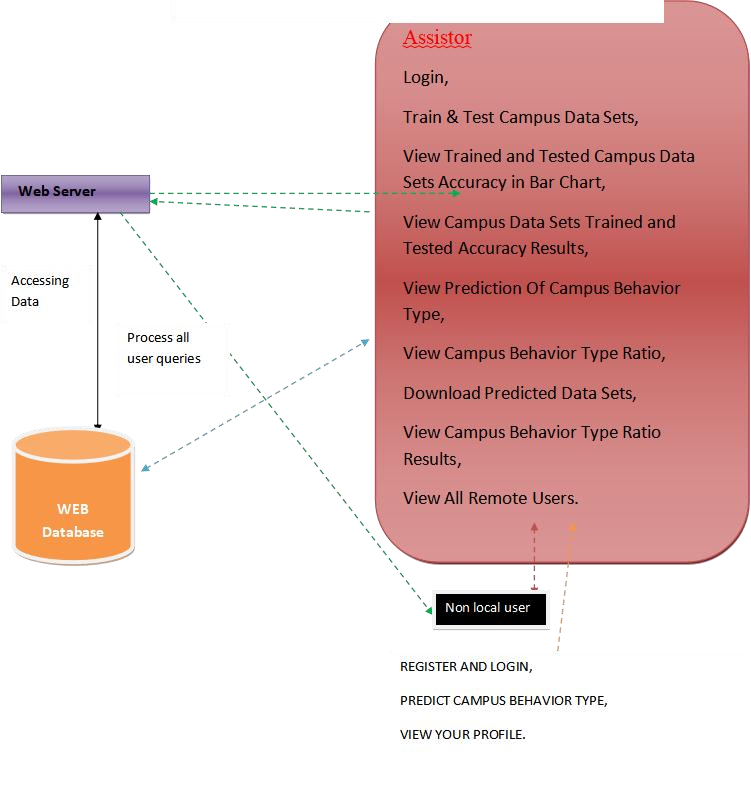 Assistor
Login,
Train & Test Campus Data Sets,
View Trained and Tested Campus Data
Sets Accuracy in Bar Chart,
View Campus Data Sets Trained and
Tested Accuracy Results,
View Prediction Of Campus Behavior
Type,
View Campus Behavior Type Ratio,
Download Predicted Data Sets,
View Campus Behavior Type Ratio
Results,
View All Remote Users.
Web Server
Accessing
Data
Process all
user queries
WEB
Database
Non local user
REGISTER AND LOGIN,
PREDICT CAMPUS BEHAVIOR TYPE,
VIEW YOUR PROFILE.